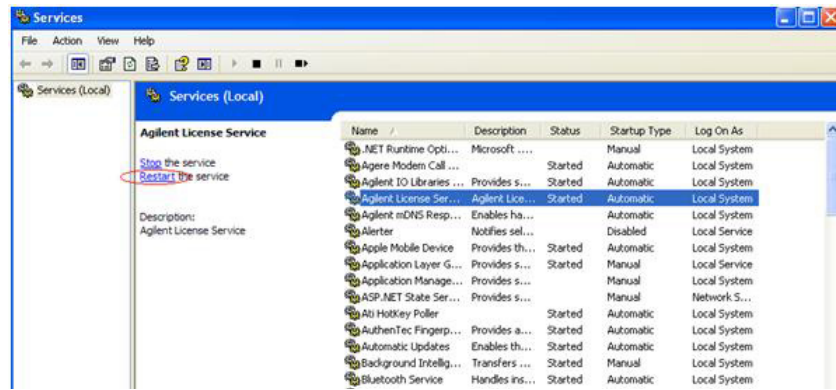 Services
File Action View Help
Services (Local)
Services (Local)
Agilent License Service
Stop the service
Restart the service
Description:
Agilent License Service
Name Description Status Startup Type Log On As
.NET Runtime Opti... Microsoft .... Manual Local System
Agere Modem Call ... Started Automatic Local System
Agilent IO Libraries ... Provides s... Started Automatic Local System
Agilent License Ser... Agilent Lice... Started Automatic Local System
Agilent mDNS Resp... Enables ha... Automatic Local System
Alerter Notifies sel... Disabled Local Service
Apple Mobile Device Provides th... Started Automatic Local System
Application Layer G... Provides s... Started Manual Local Service
Application Manage... Provides s... Manual Local System
ASP.NET State Ser... Provides s... Manual Network S...
Ati HotKey Poller Started Automatic Local System
AuthenTec Fingerp... Provides a... Started Automatic Local System
Automatic Updates Enables th... Started Automatic Local System
Background Intellig... Transfers ... Started Manual Local System
Bluetooth Service Handles ins... Started Automatic Local System